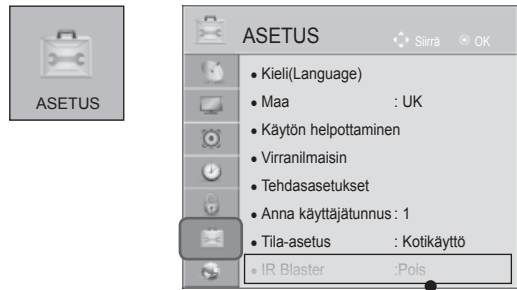 ASETUS
ASETUS Siirrä OK
• Kieli(Language)
• Maa : UK
• Käytön helpottaminen
• Virranilmaisin
• Tehdasasetukset
• Anna käyttäjätunnus : 1
• Tila-asetus : Kotikäyttö
• IR Blaster :Pois